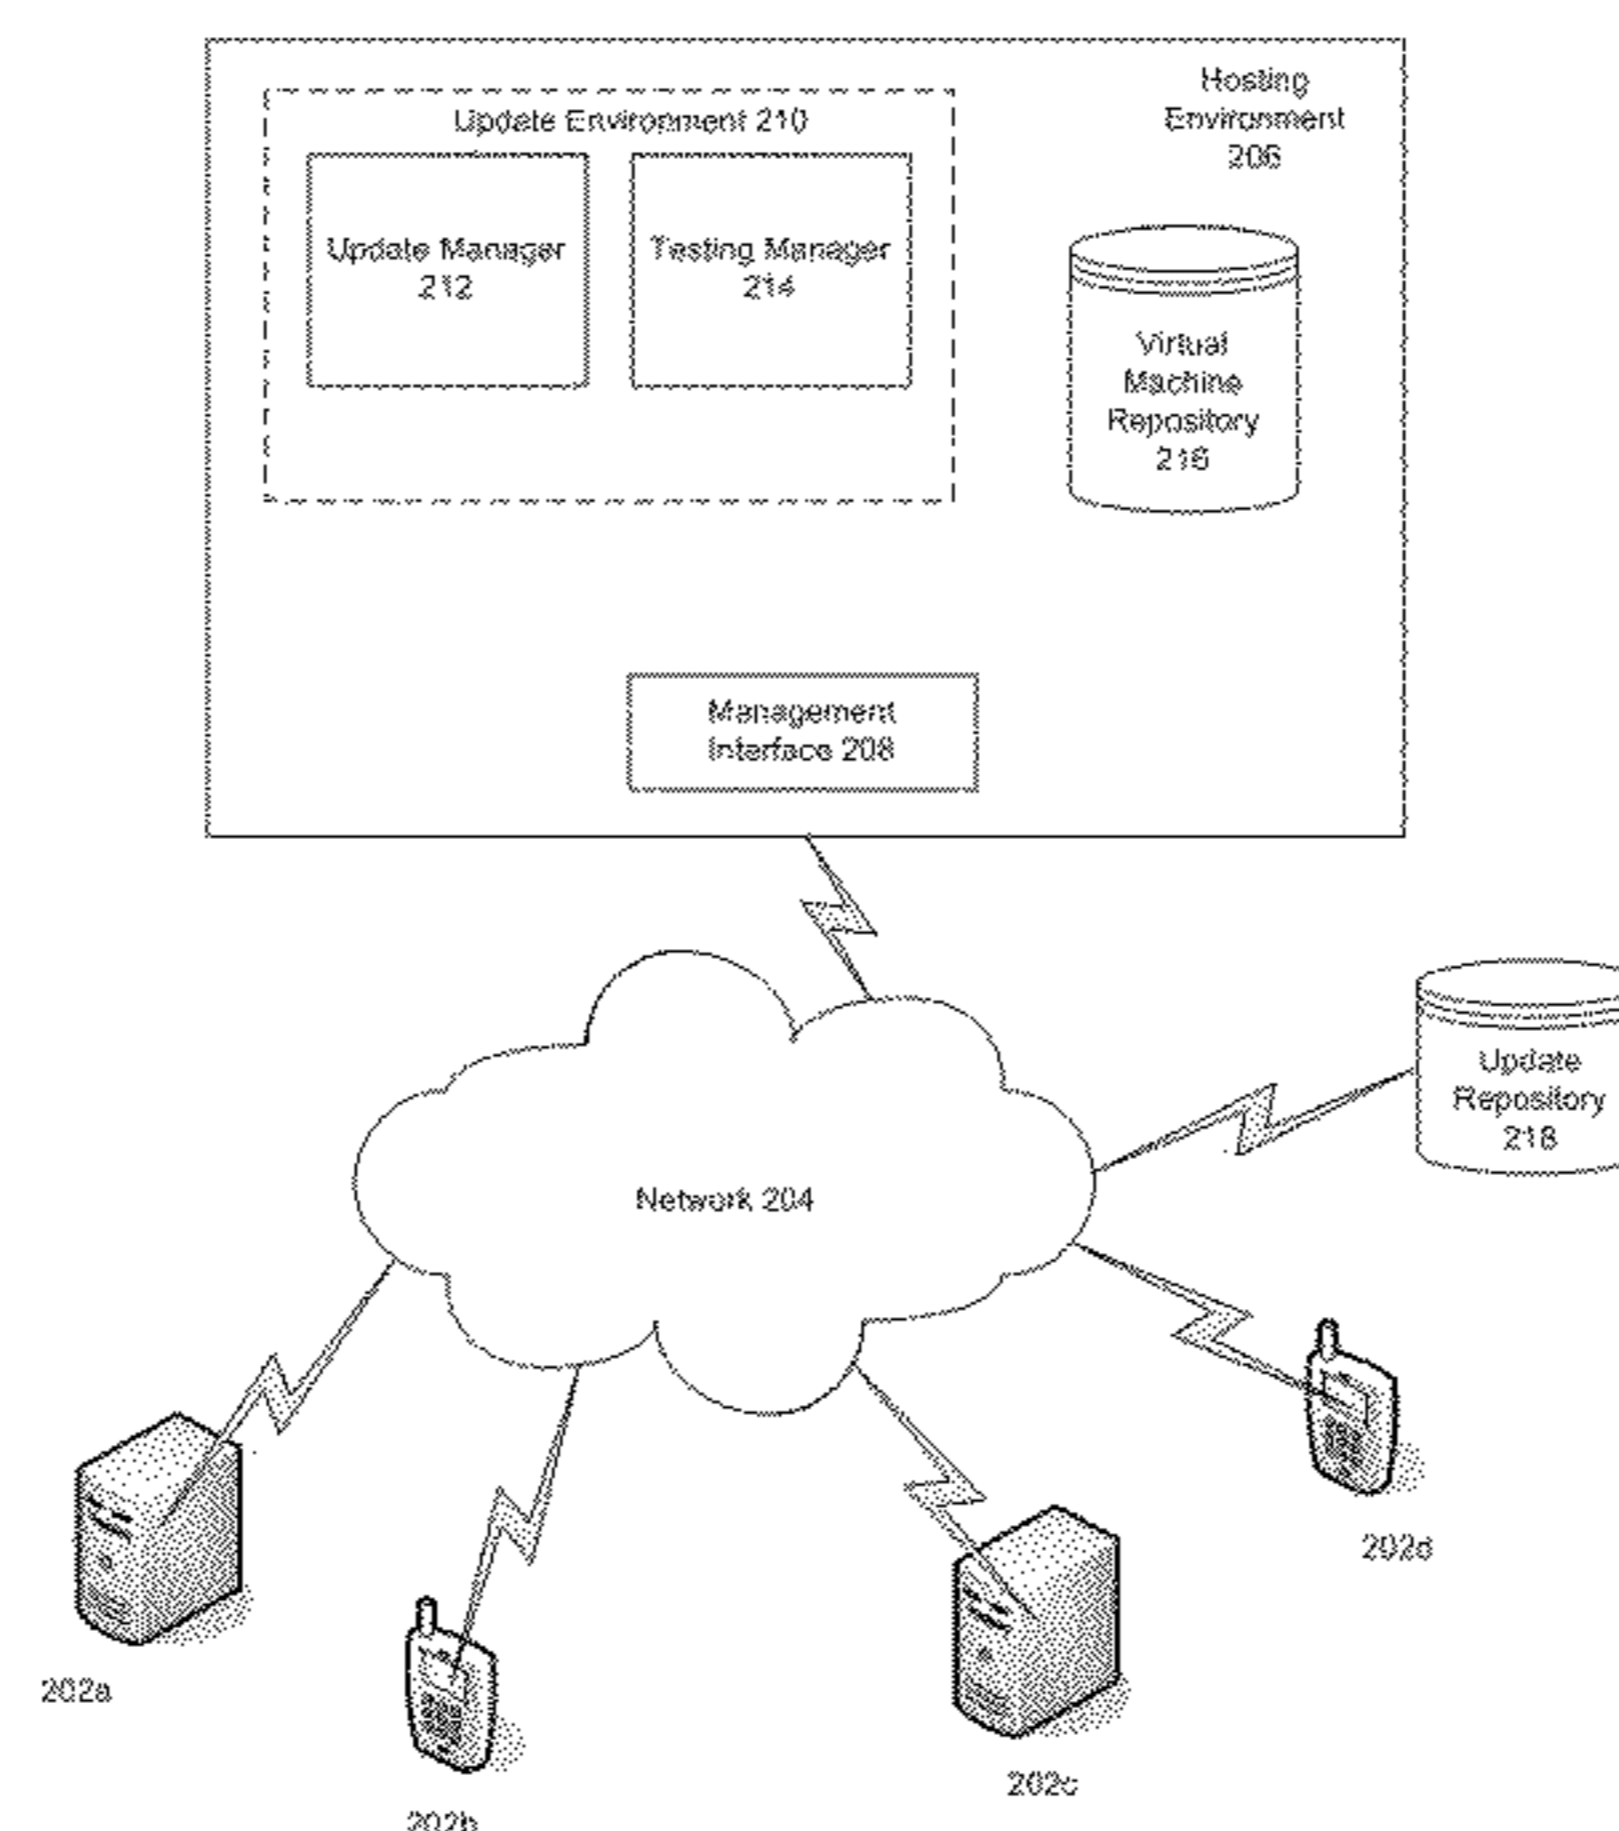 Hosting
Environment
206
Update Environment 210
Update Manager
212
Testing Manager
214
Virtual
Machine
Repository
216
Management
Interface 208
Update
Repository
218
Network 204
202d
202a
202c
202b